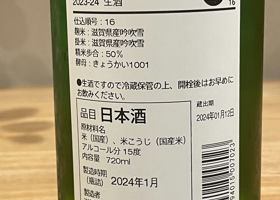 2023-24 生酒
16
仕込順号：16
麹米：滋賀県産吟吹雪
掛米：滋賀県産吟吹雪
精米歩合：50%
酵母：きょうかい1001
●生酒ですので冷蔵保管の上、開栓後はお早めに
お飲みください。
蔵出期
2024年01月12日
品目 日本酒
原材料名
米（国産）、米こうじ（国産米）
アルコール分 15度
内容量 720ml
製造時期
（瓶詰） 2024年1月
製造者